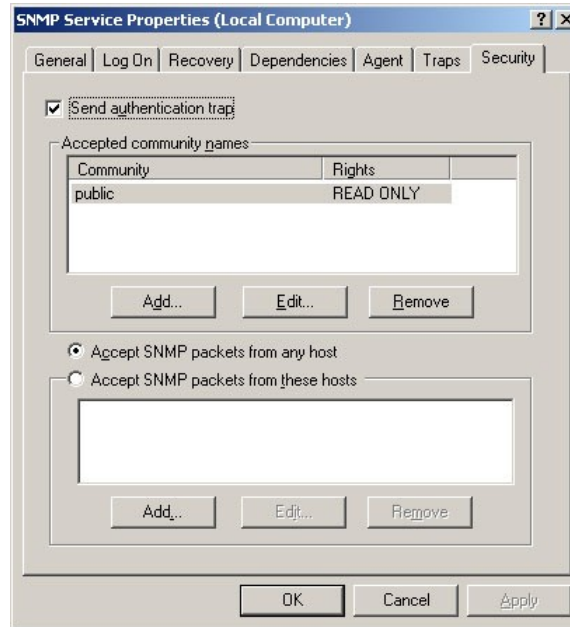 SNMP Service Properties (Local Computer) ? X
General Log On Recovery Dependencies Agent Traps Security
Send authentication trap
Accepted community names
Community Rights
public READ ONLY
Add... Edit... Remove
Accept SNMP packets from any host
Accept SNMP packets from these hosts
Add... Edit... Remove
OK Cancel Apply